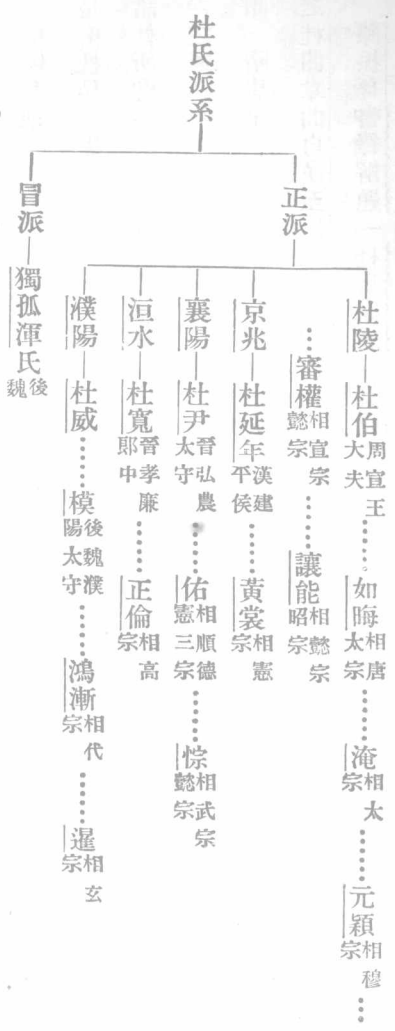 杜氏派系
正派
杜陵—杜伯周宣王大夫……如晦相唐太宗……淹相太宗……元穎相穆宗……
……審權相宣宗懿宗……讓能相懿宗昭宗
京兆—杜延年漢建平侯……黃裳相憲宗
襄陽—杜尹晉弘農太守……佑相順德憲三宗……悰相武宗懿宗
洹水—杜寬晉孝廉郎中……正倫相高宗
濮陽—杜威……模後魏濮陽太守……鴻漸相代宗……暹相玄宗
冒派—獨孤渾氏後魏